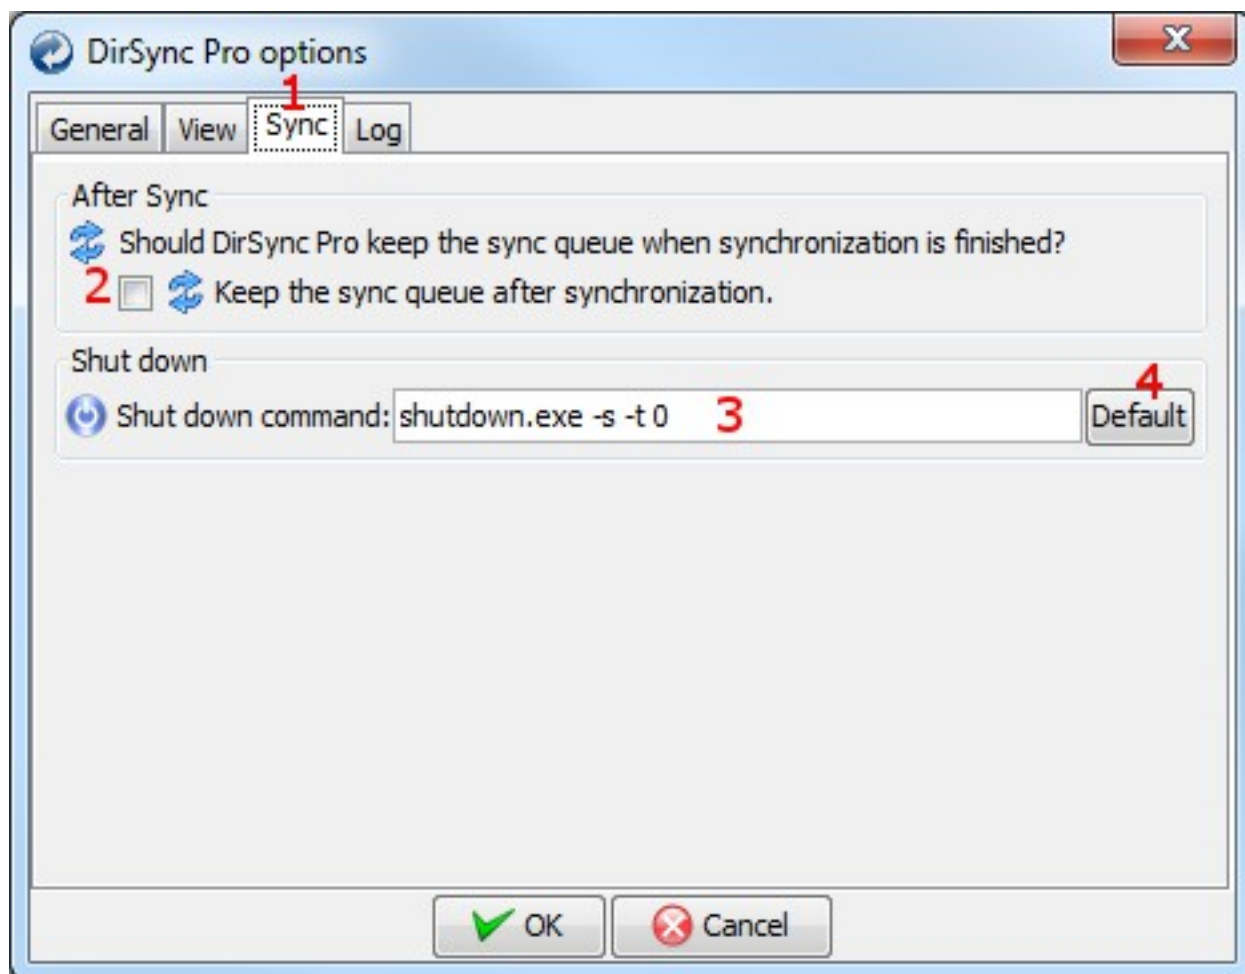 DirSync Pro options
X
1
General View Sync Log
After Sync
Should DirSync Pro keep the sync queue when synchronization is finished?
2 Keep the sync queue after synchronization.
Shut down
4
Shut down command: shutdown.exe -s -t 0 3 Default
OK Cancel